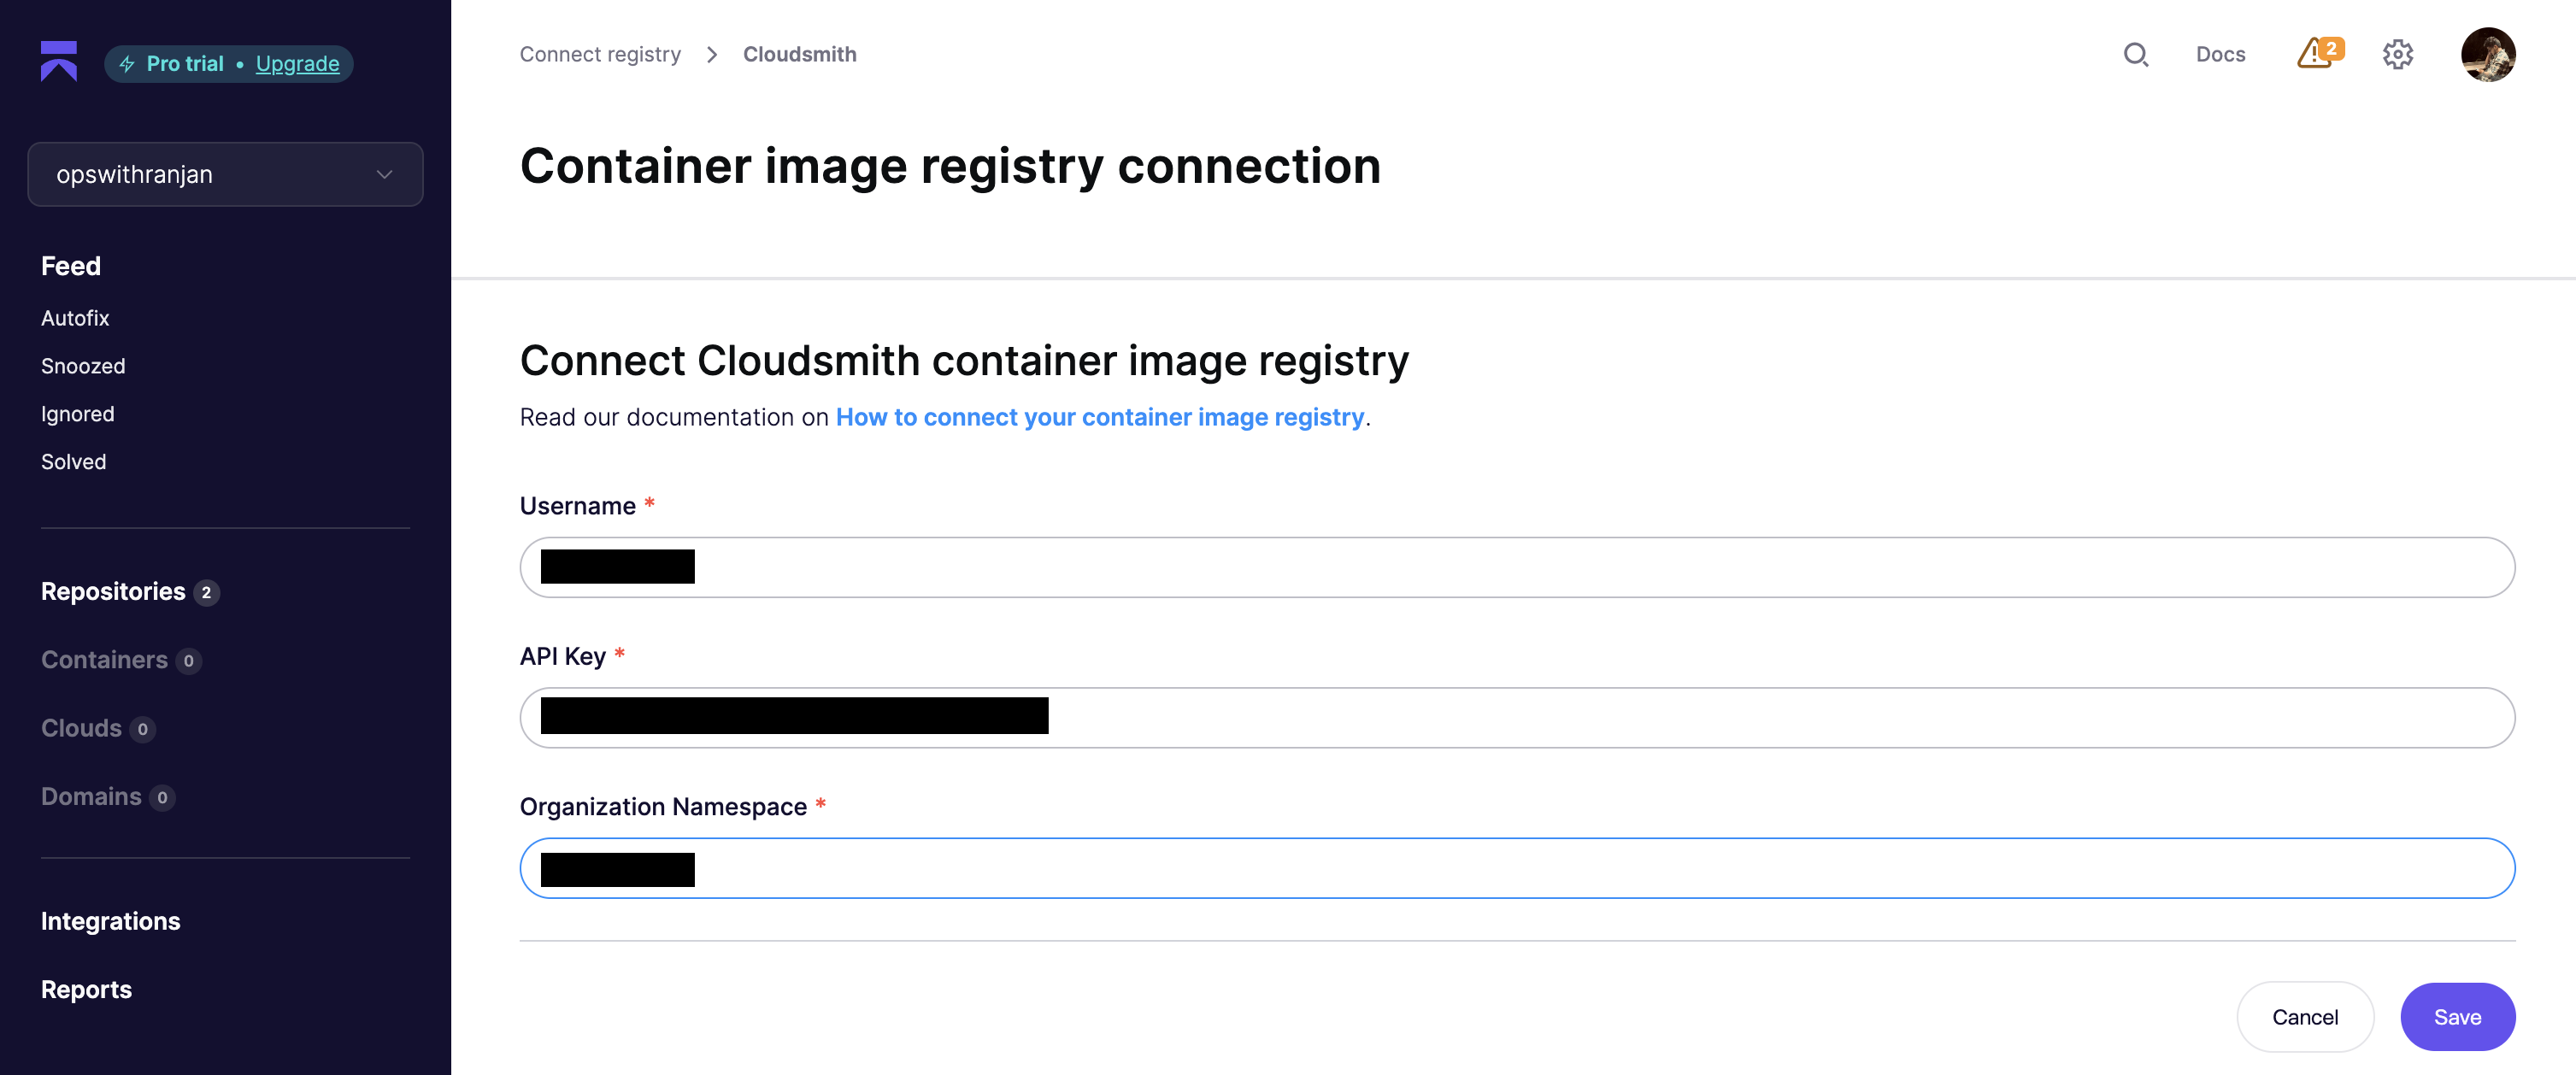 Pro trial • Upgrade
opswithranjan
Feed
Autofix
Snoozed
Ignored
Solved
Repositories 2
Containers 0
Clouds 0
Domains 0
Integrations
Reports
Connect registry > Cloudsmith
Docs
2
Container image registry connection
Connect Cloudsmith container image registry
Read our documentation on How to connect your container image registry.
Username *
API Key *
Organization Namespace *
Cancel
Save